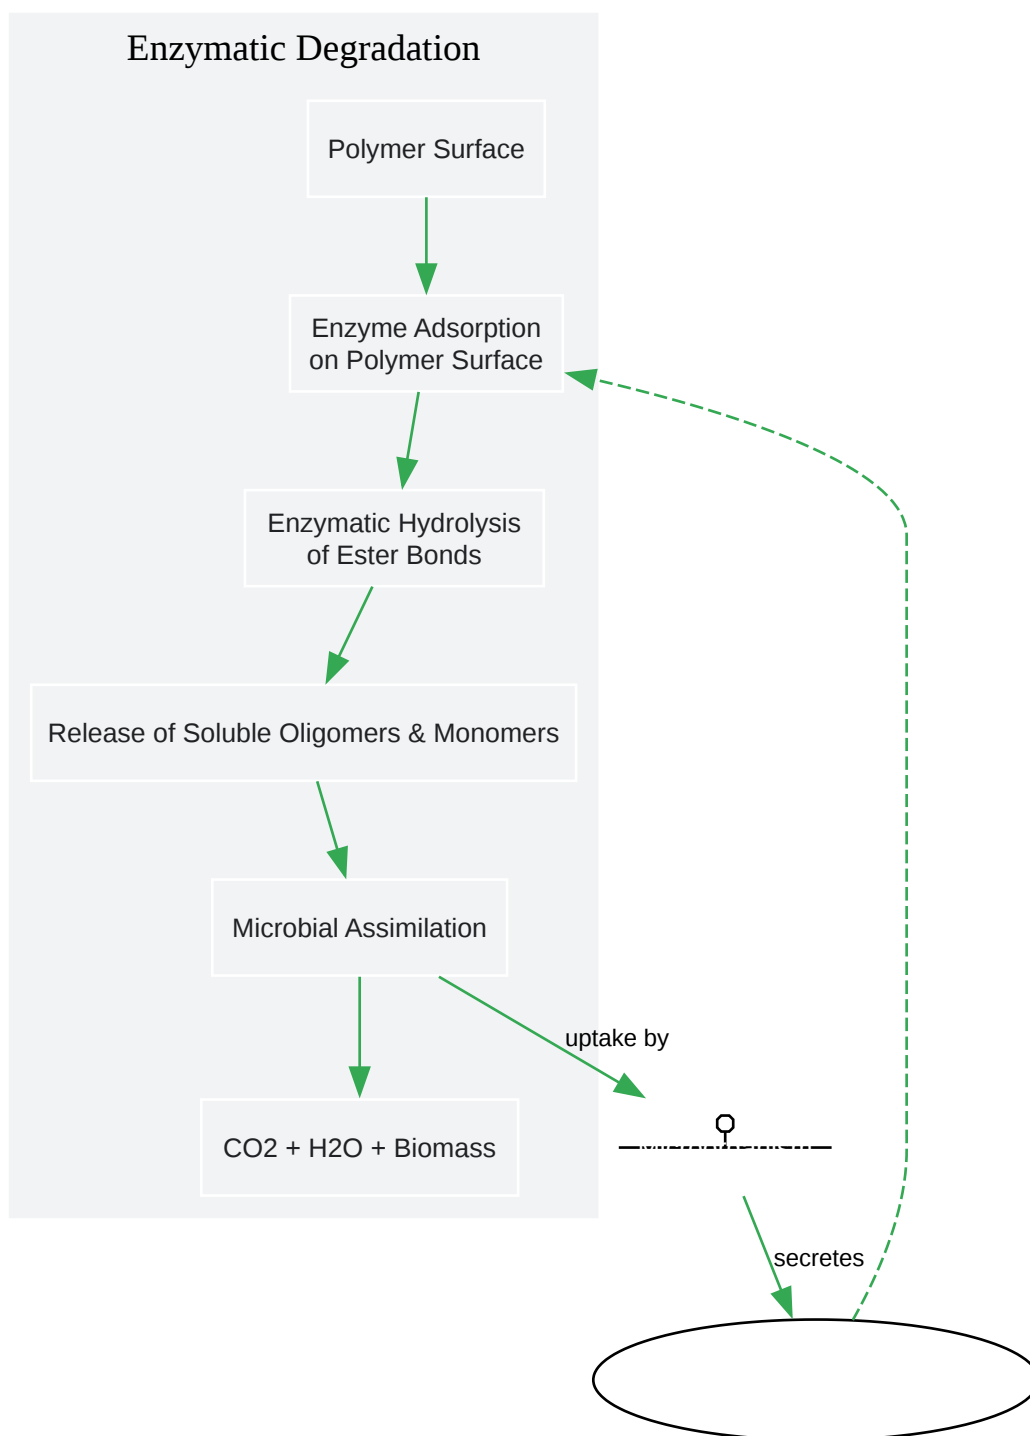 Enzymatic Degradation
Polymer Surface
Enzyme Adsorption
on Polymer Surface
Enzymatic Hydrolysis
of Ester Bonds
Release of Soluble Oligomers & Monomers
Microbial Assimilation
uptake by
CO2 + H2O + Biomass
secretes